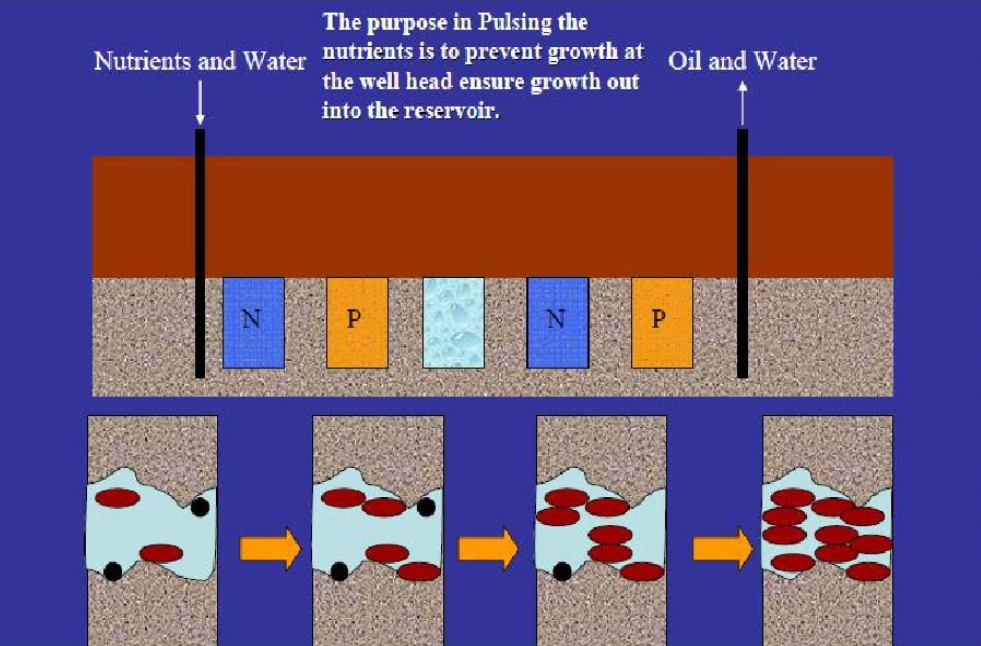 The purpose in Pulsing the
nutrients is to prevent growth at
the well head ensure growth out
into the reservoir.
Nutrients and Water
Oil and Water
N
P
N
P